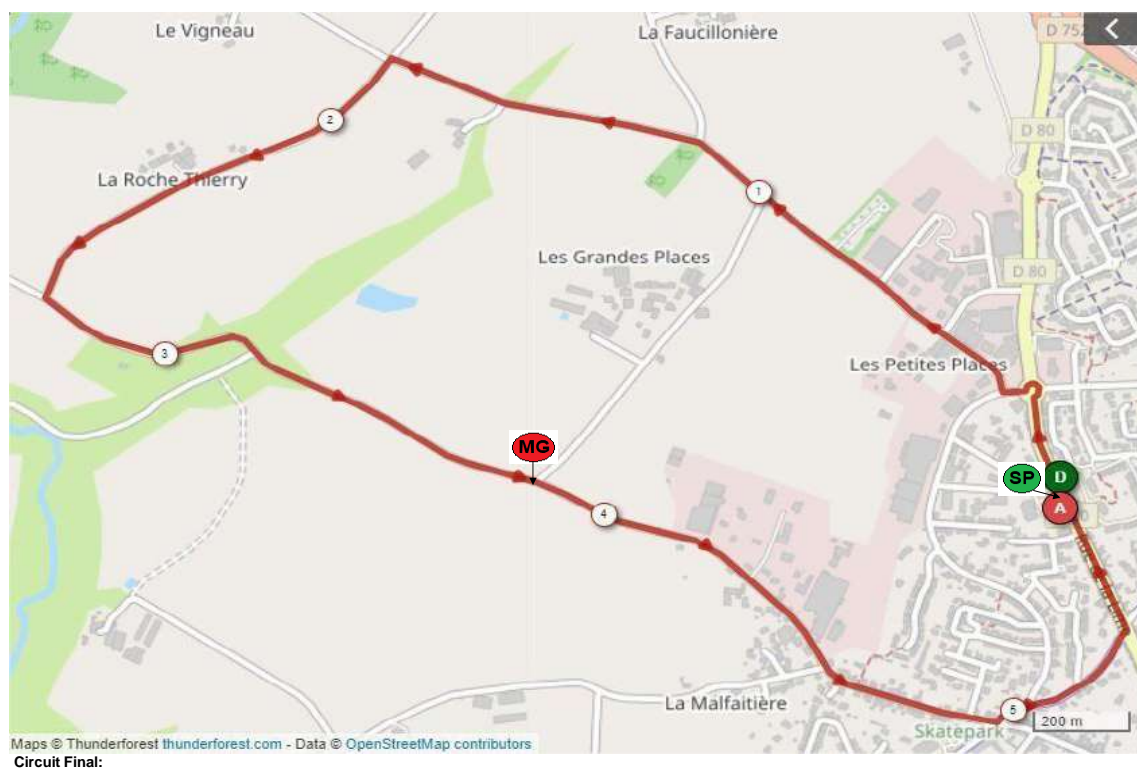 Le Vigneau
La Faucillonière
D 752
2
D 80
La Roche Thierry
1
Les Grandes Places
D 80
3
Les Petites Places
MG
SP
D
A
4
La Malfaitière
5
200 m
Skatepark
Maps © Thunderforest thunderforest.com - Data © OpenStreetMap contributors
Circuit Final: